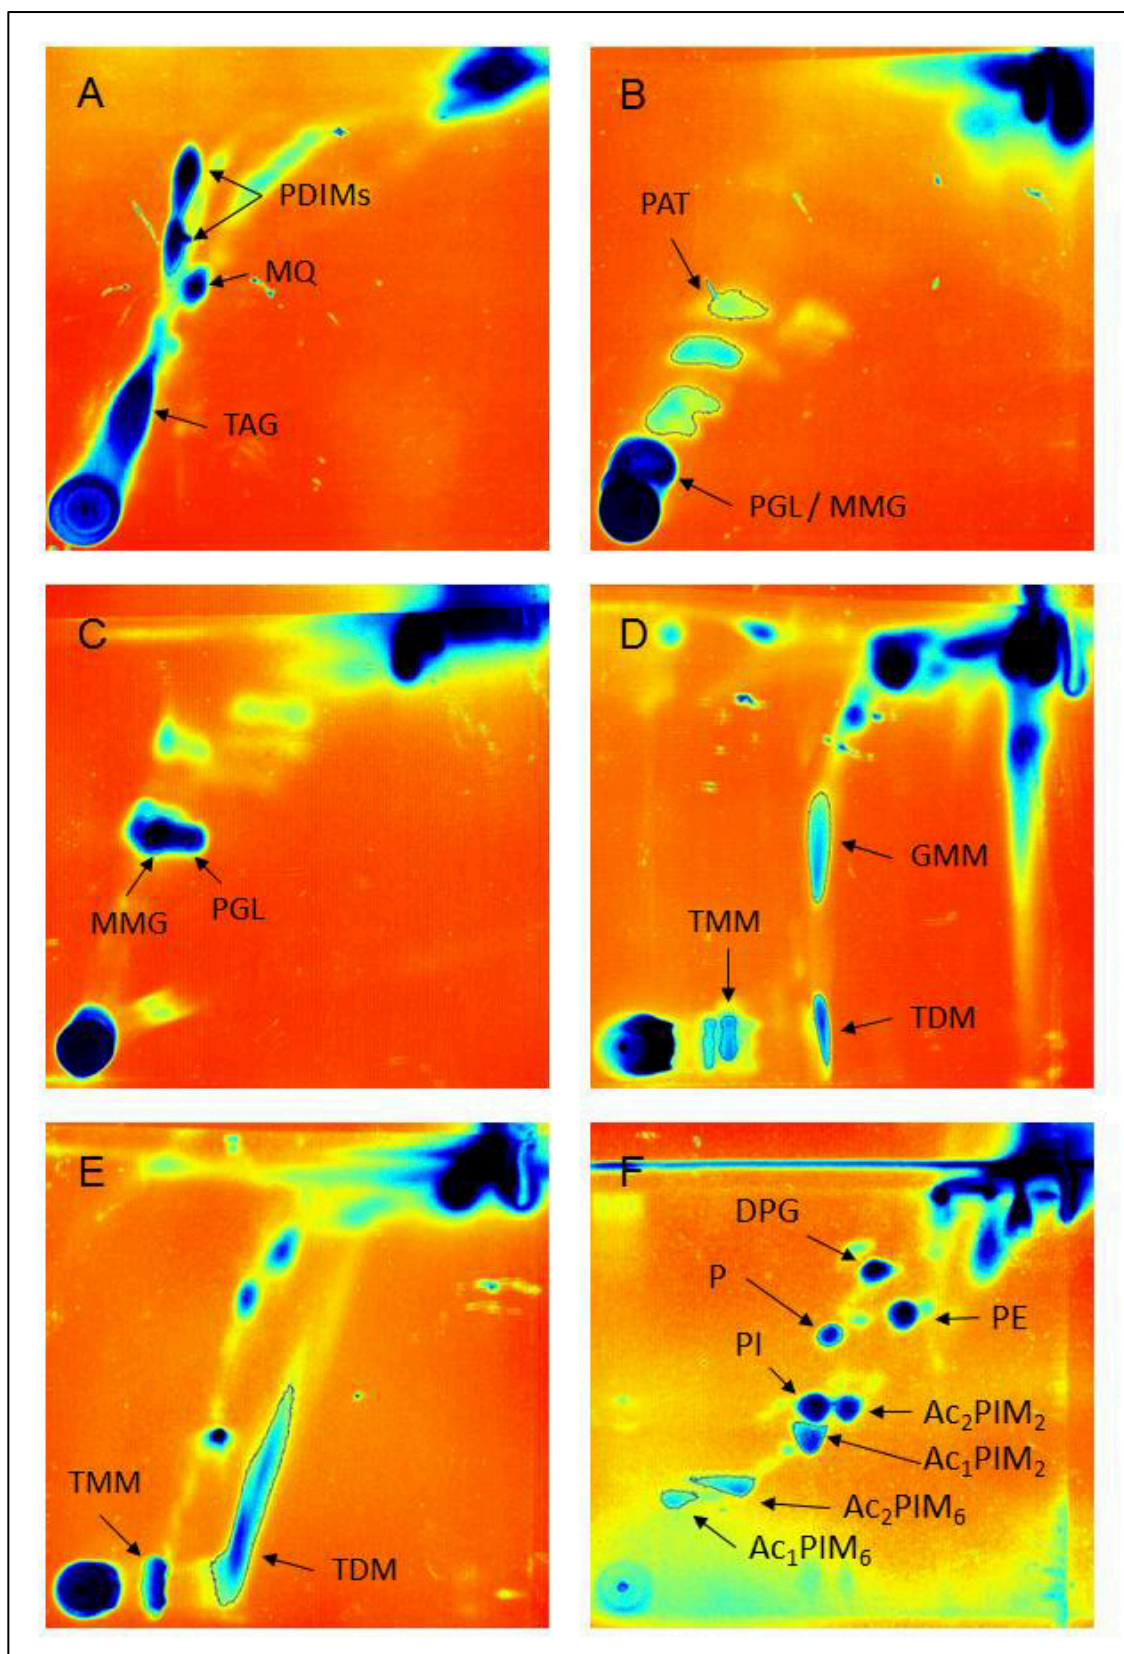 A
PDIMs
MQ
TAG
B
PAT
PGL / MMG
C
MMG
PGL
D
GMM
TMM
TDM
E
TMM
TDM
F
DPG
P
PE
PI
Ac₂PIM₂
Ac₁PIM₂
Ac₂PIM₆
Ac₁PIM₆